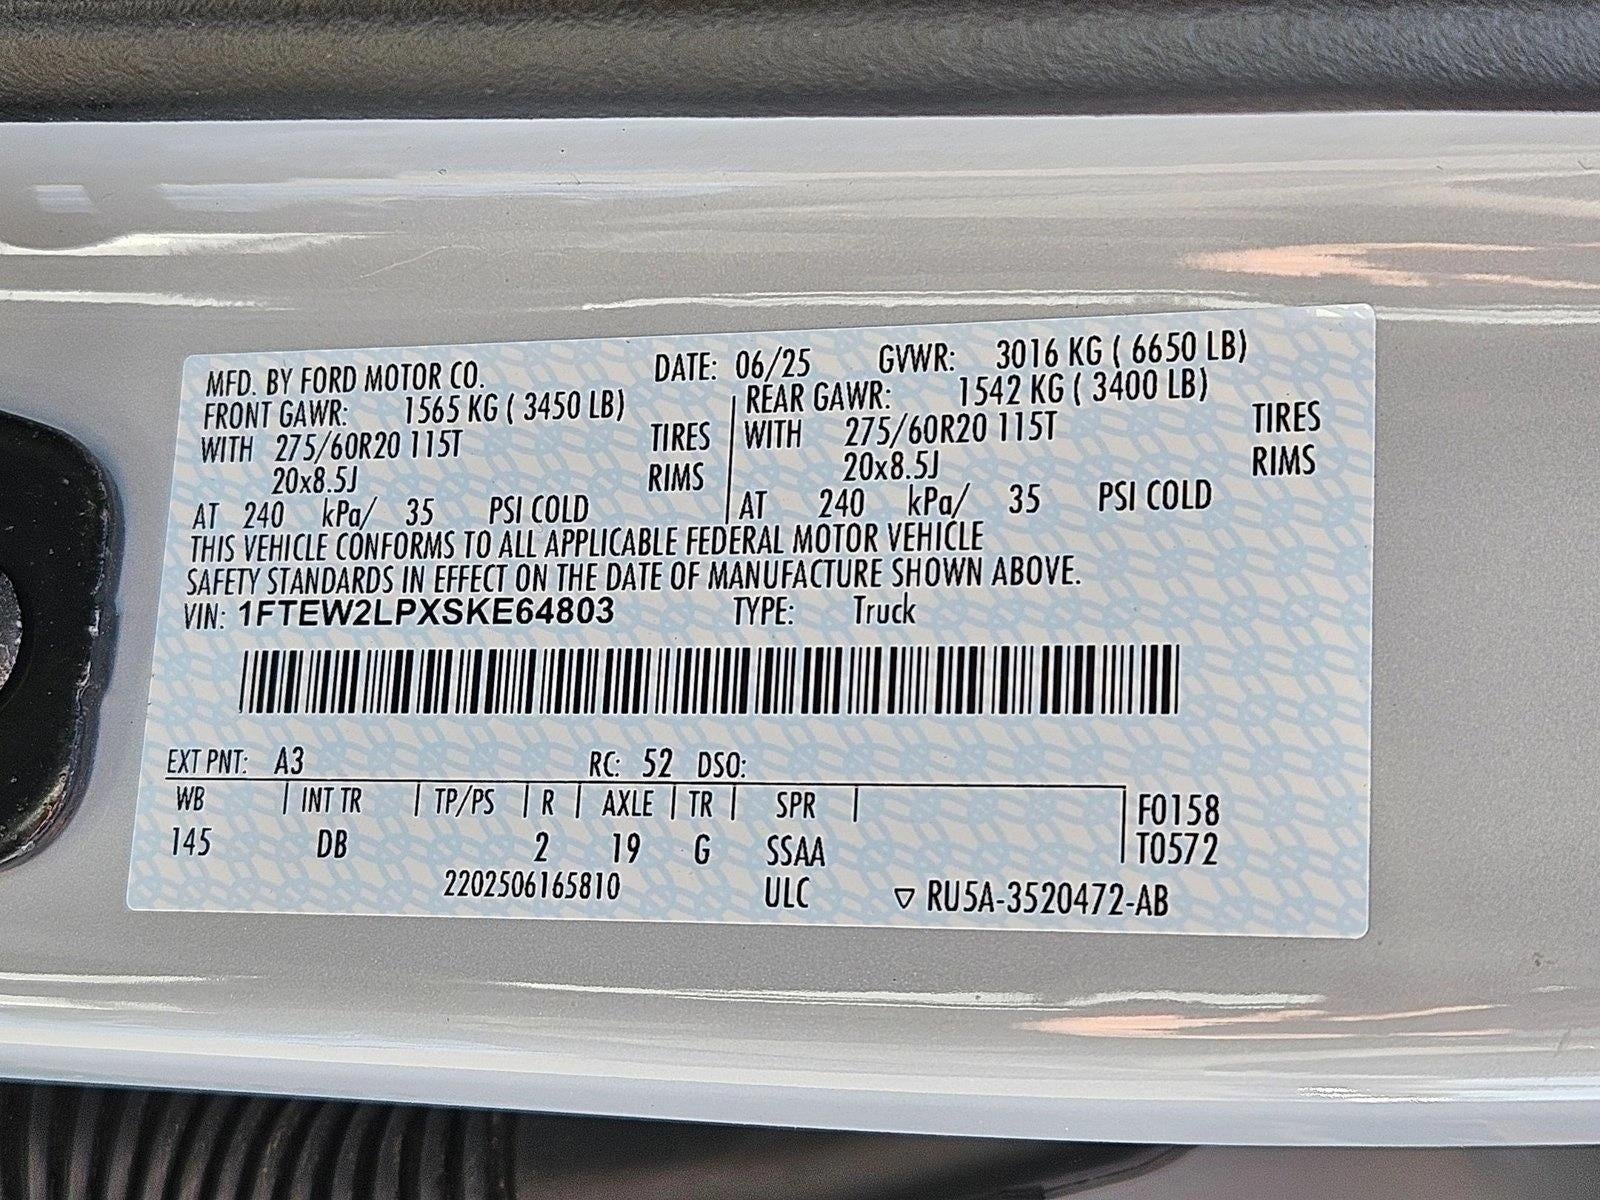 MFD. BY FORD MOTOR CO. DATE: 06/25 GVWR: 3016 KG ( 6650 LB)
FRONT GAWR: 1565 KG ( 3450 LB) REAR GAWR: 1542 KG ( 3400 LB)
WITH 275/60R20 115T TIRES WITH 275/60R20 115T TIRES
20x8.5J RIMS 20x8.5J RIMS
AT 240 kPa/ 35 PSI COLD AT 240 kPa/ 35 PSI COLD
THIS VEHICLE CONFORMS TO ALL APPLICABLE FEDERAL MOTOR VEHICLE
SAFETY STANDARDS IN EFFECT ON THE DATE OF MANUFACTURE SHOWN ABOVE.
VIN: 1FTEW2LPXSKE64803 TYPE: Truck
EXT PNT: A3 RC: 52 DSO:
WB INT TR TP/PS R AXLE TR SPR F0158
145 DB 2 19 G SSAA T0572
2202506165810 ULC ▽ RU5A-3520472-AB